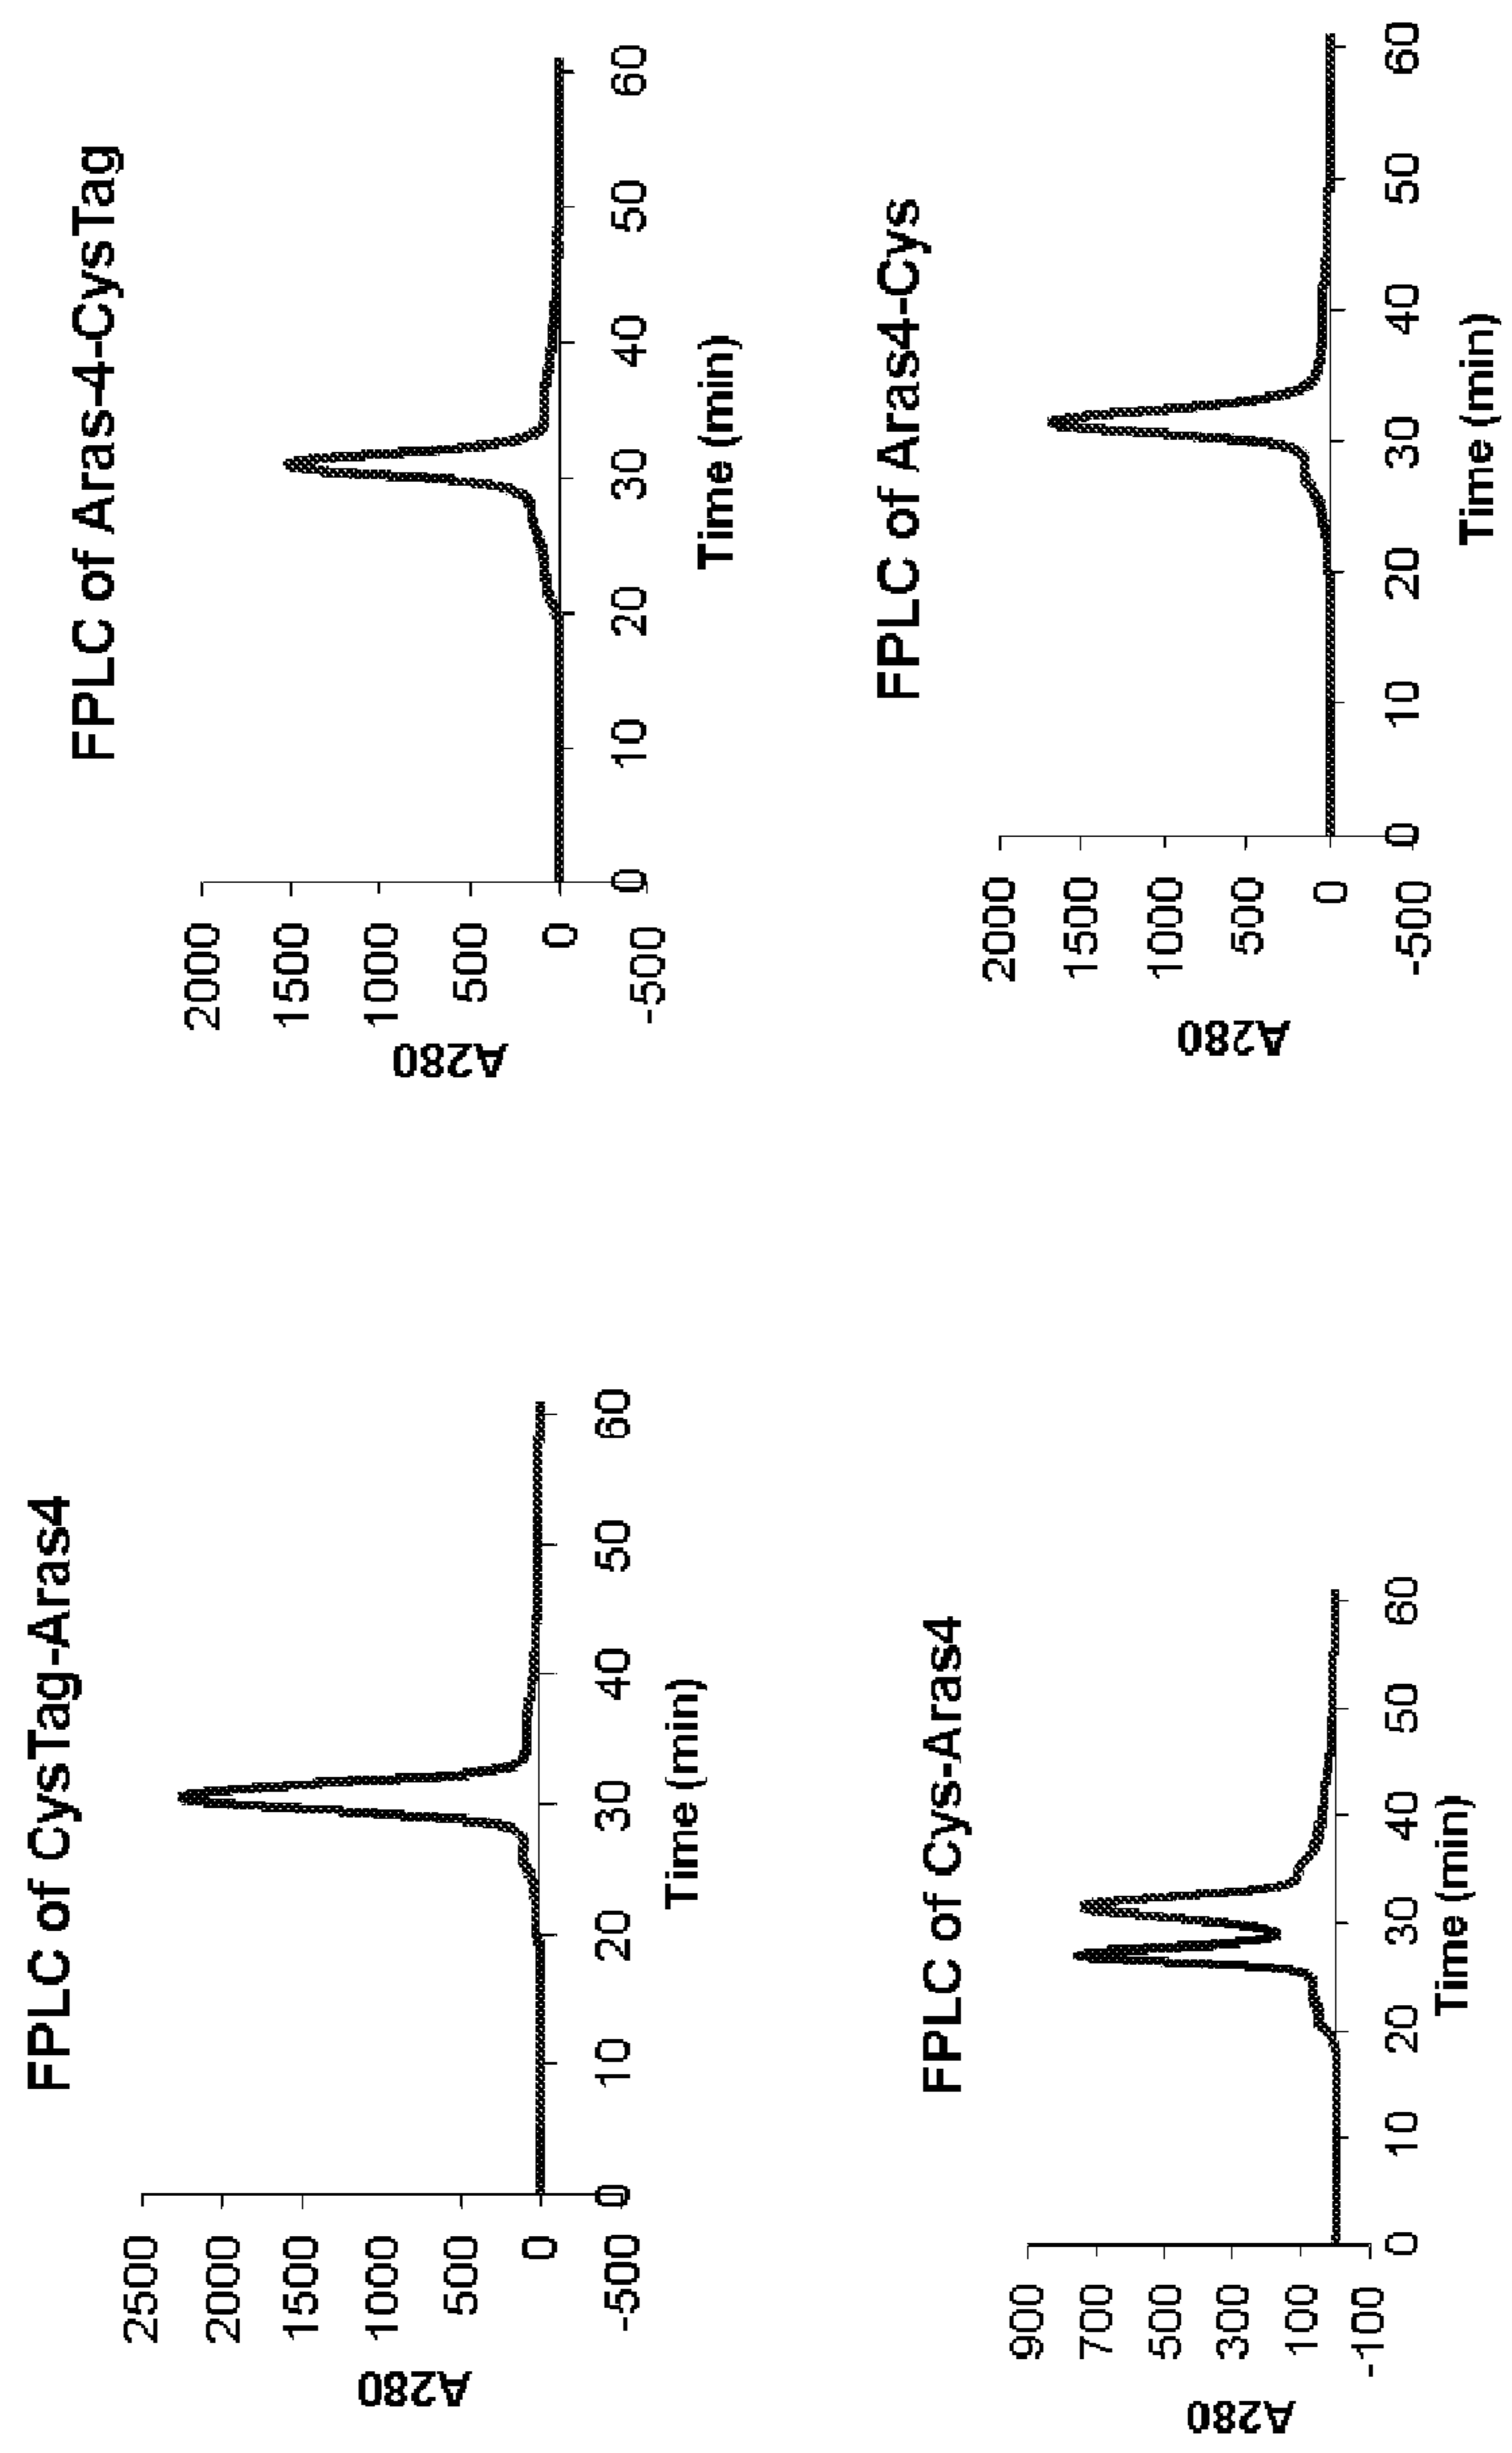 FPLC of CysTag-Aras4
A280
2500
2000
1500
1000
500
0
-500
0 10 20 30 40 50 60
Time (min)
FPLC of Aras-4-CysTag
A280
2000
1500
1000
500
0
-500
0 10 20 30 40 50 60
Time (min)
FPLC of Cys-Aras4
A280
900
700
500
300
100
-100
0 10 20 30 40 50 60
Time (min)
FPLC of Aras4-Cys
A280
2000
1500
1000
500
0
-500
0 10 20 30 40 50 60
Time (min)